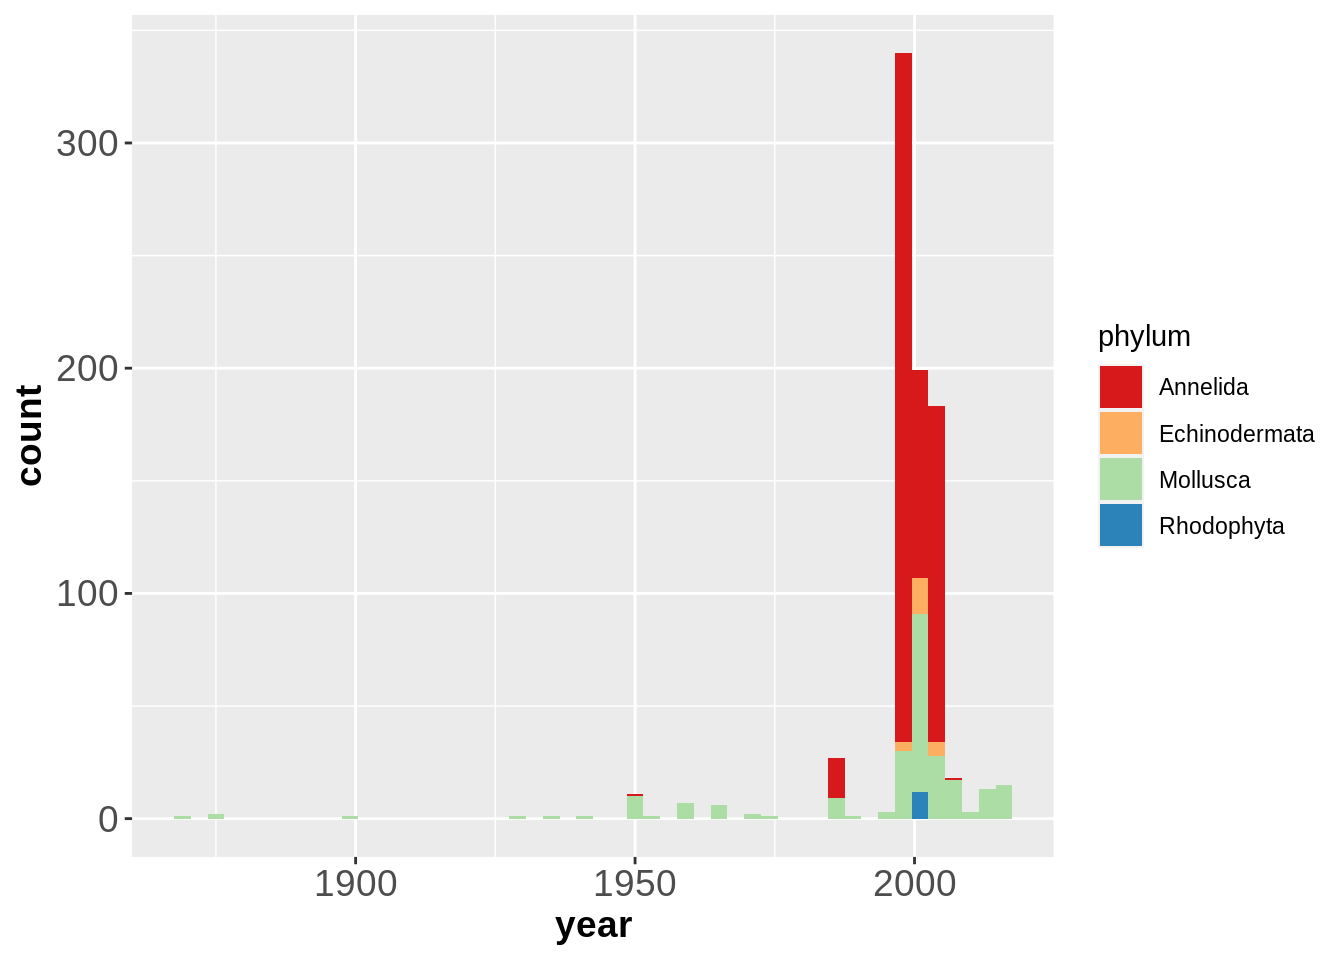 300
200
100
0
count
1900 1950 2000
year
phylum
Annelida
Echinodermata
Mollusca
Rhodophyta